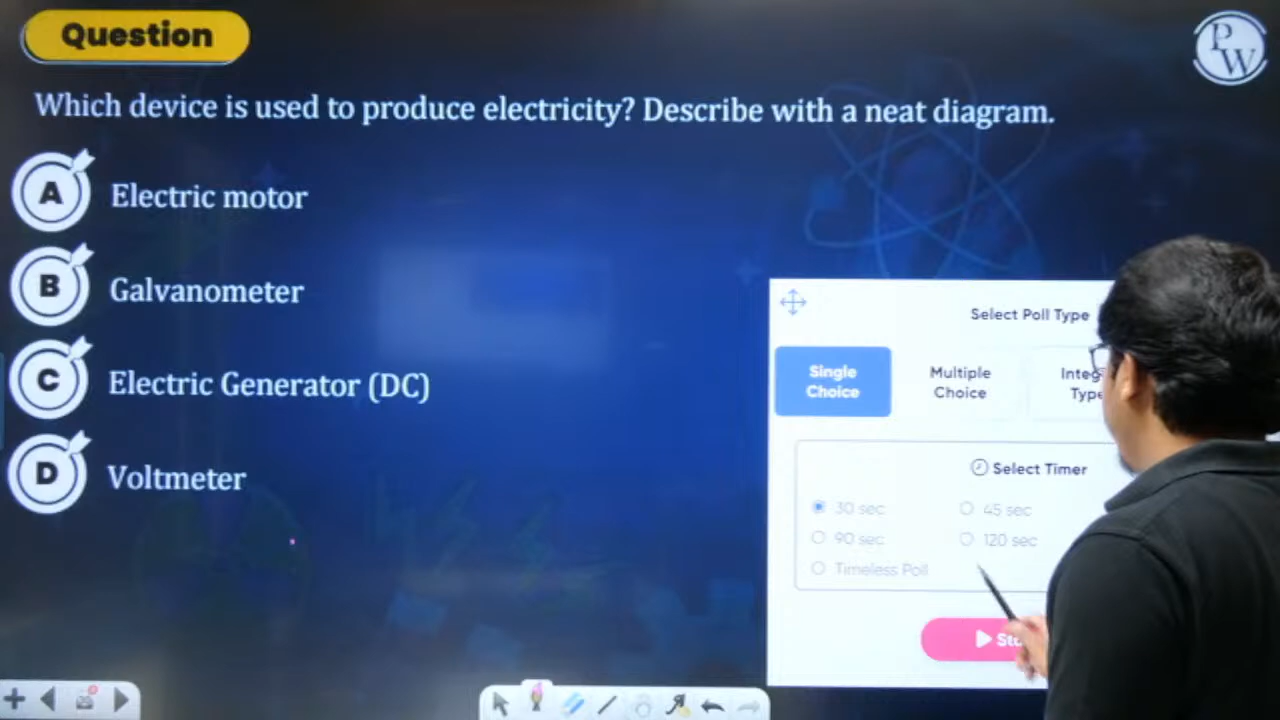 Question
PW
Which device is used to produce electricity? Describe with a neat diagram.
A Electric motor
B Galvanometer
C Electric Generator (DC)
D Voltmeter
Select Poll Type
Single Choice
Multiple Choice
Type
Select Timer
30 sec
45 sec
90 sec
120 sec
Timeless Poll